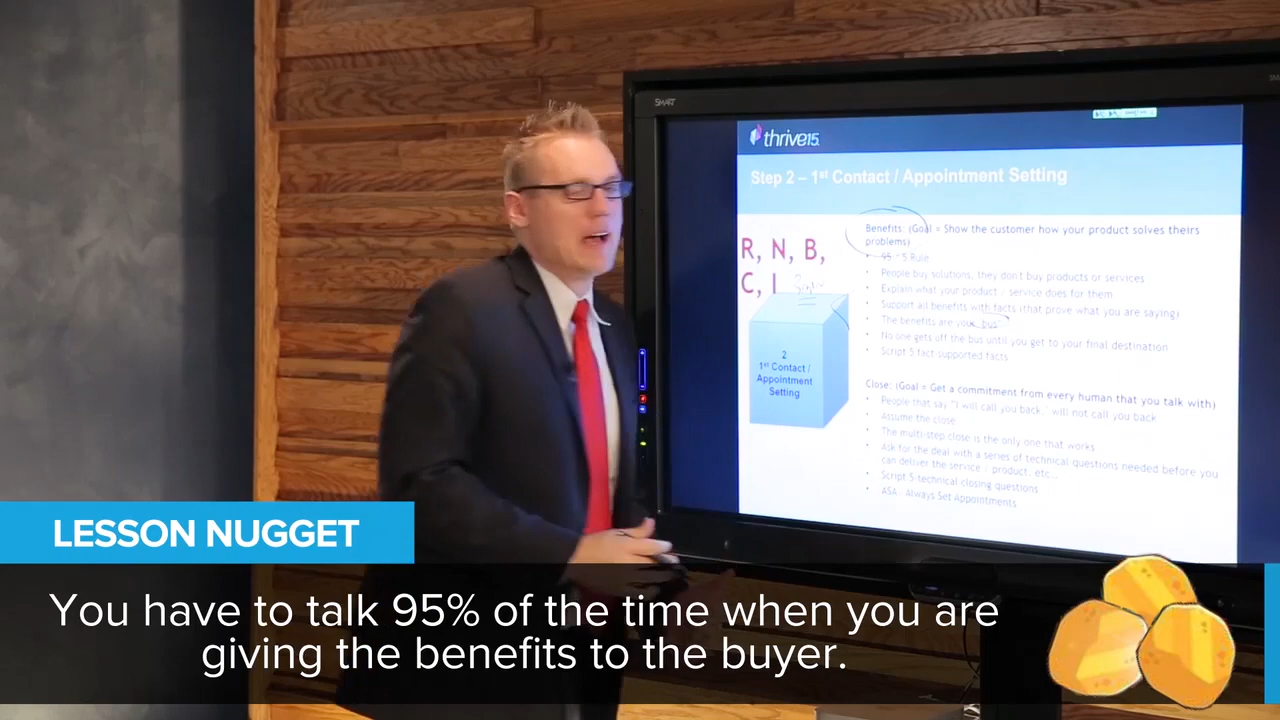 SMART
thrive15
Step 2 – 1st Contact / Appointment Setting
R, N, B,
C, I
2
1st Contact /
Appointment
Setting
Benefits: (Goal = Show the customer how your product solves theirs
problems)
• 95 - 5 Rule
• People buy solutions, they don't buy products or services
• Explain what your product / service does for them
• Support all benefits with facts (that prove what you are saying)
• The benefits are your "bus"
• No one gets off the bus until you get to your final destination
• Script 5 fact-supported facts
Close: (Goal = Get a commitment from every human that you talk with)
• People that say "I will call you back," will not call you back
• Assume the close
• The multi-step close is the only one that works
• Ask for the deal with a series of technical questions needed before you
can deliver the service / product, etc...
• Script 5 technical closing questions
• ASA - Always Set Appointments
LESSON NUGGET
You have to talk 95% of the time when you are
giving the benefits to the buyer.